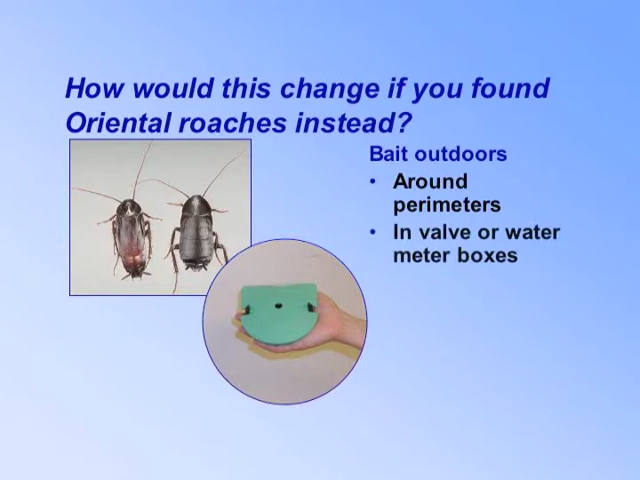 How would this change if you found
Oriental roaches instead?
Bait outdoors
• Around
perimeters
• In valve or water
meter boxes